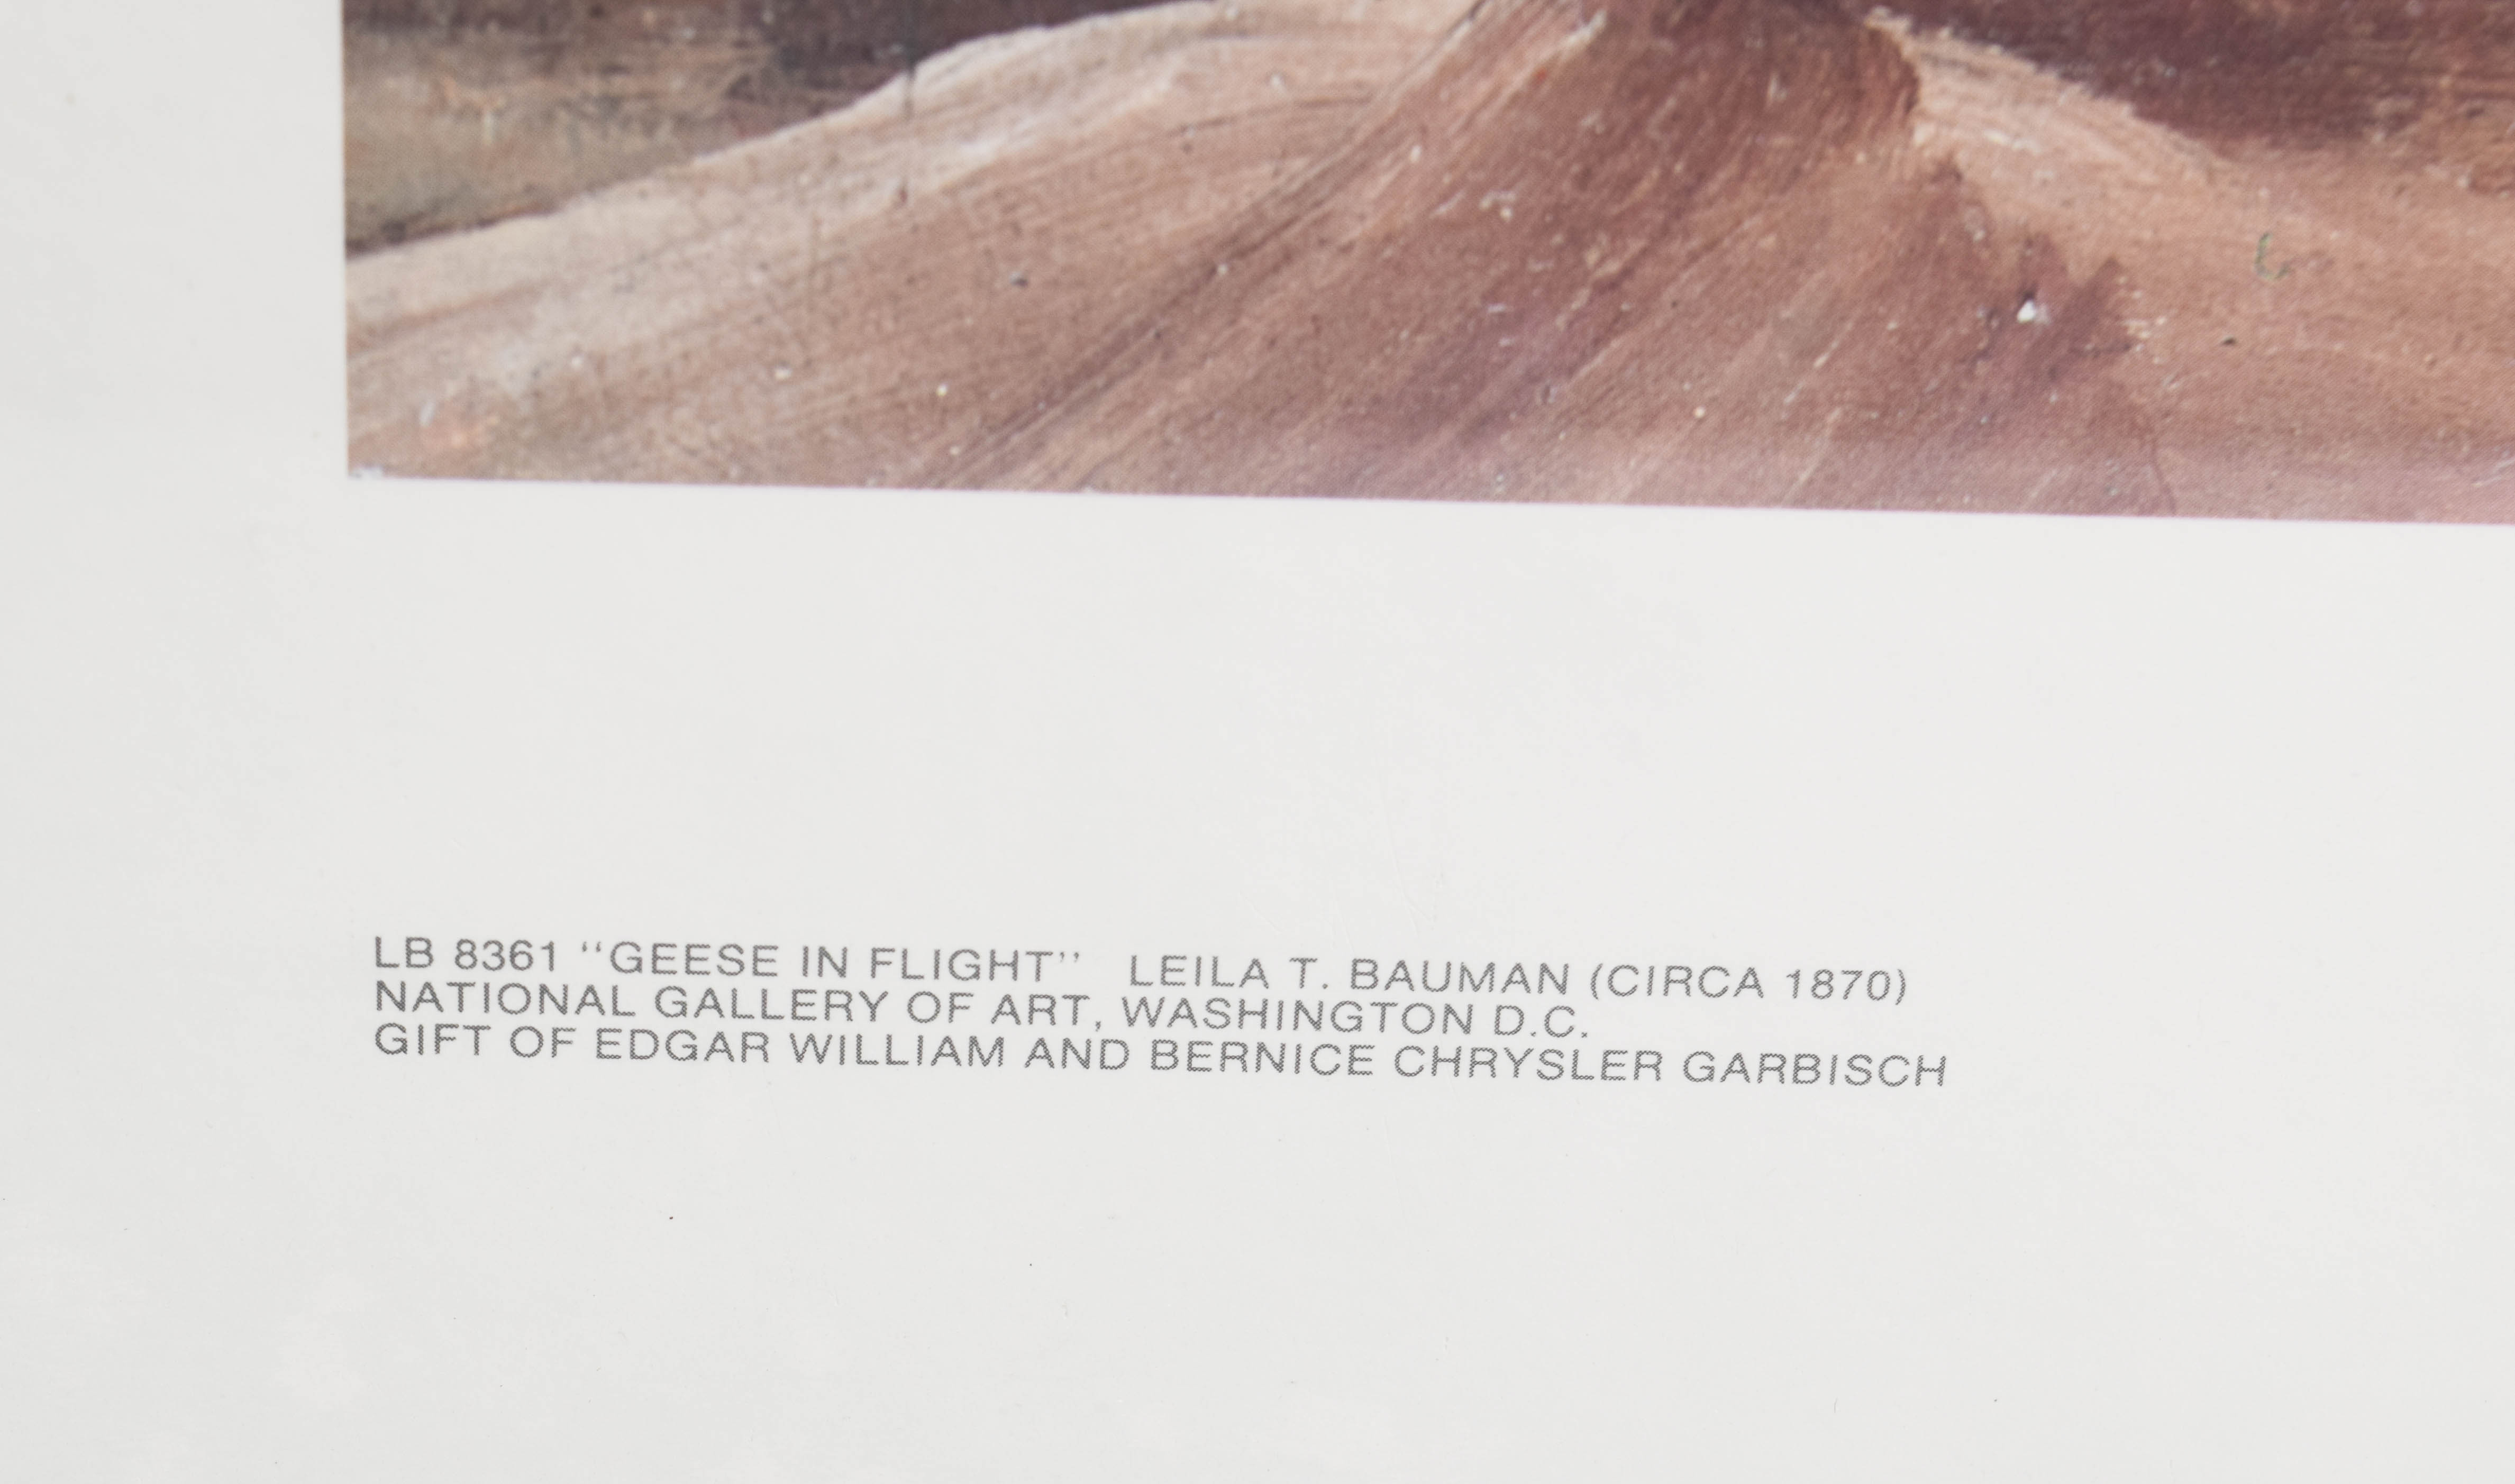 LB 8361 “GEESE IN FLIGHT” LEILA T. BAUMAN (CIRCA 1870)
NATIONAL GALLERY OF ART, WASHINGTON D.C.
GIFT OF EDGAR WILLIAM AND BERNICE CHRYSLER GARBISCH